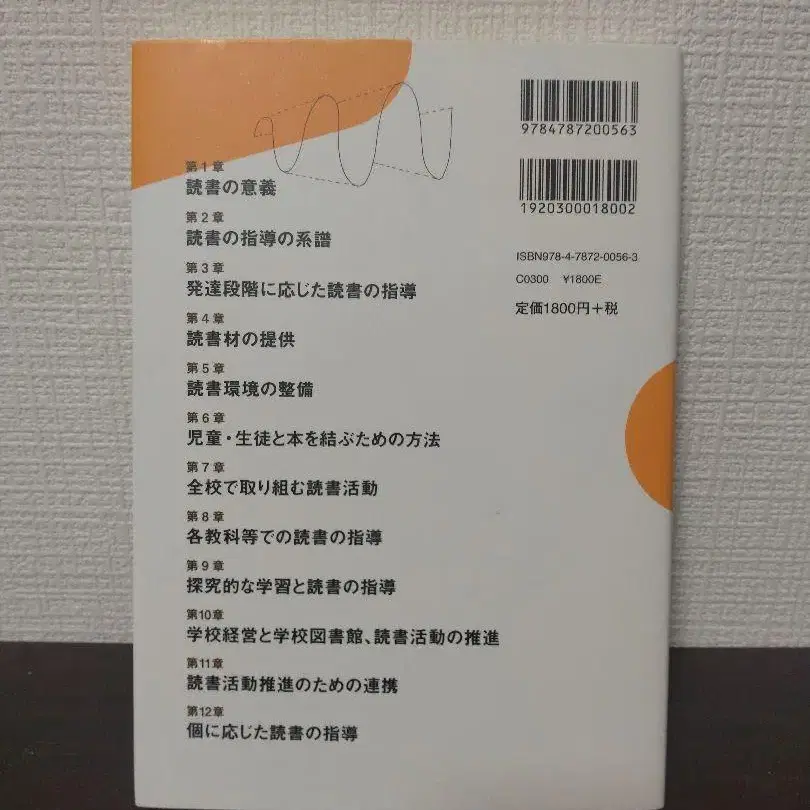 第1章
読書の意義
第2章
読書の指導の系譜
第3章
発達段階に応じた読書の指導
第4章
読書材の提供
第5章
読書環境の整備
第6章
児童・生徒と本を結ぶための方法
第7章
全校で取り組む読書活動
第8章
各教科等での読書の指導
第9章
探究的な学習と読書の指導
第10章
学校経営と学校図書館、読書活動の推進
第11章
読書活動推進のための連携
第12章
個に応じた読書の指導
9784787200563
1920300018002
ISBN978-4-7872-0056-3
C0300 ¥1800E
定価1800円+税